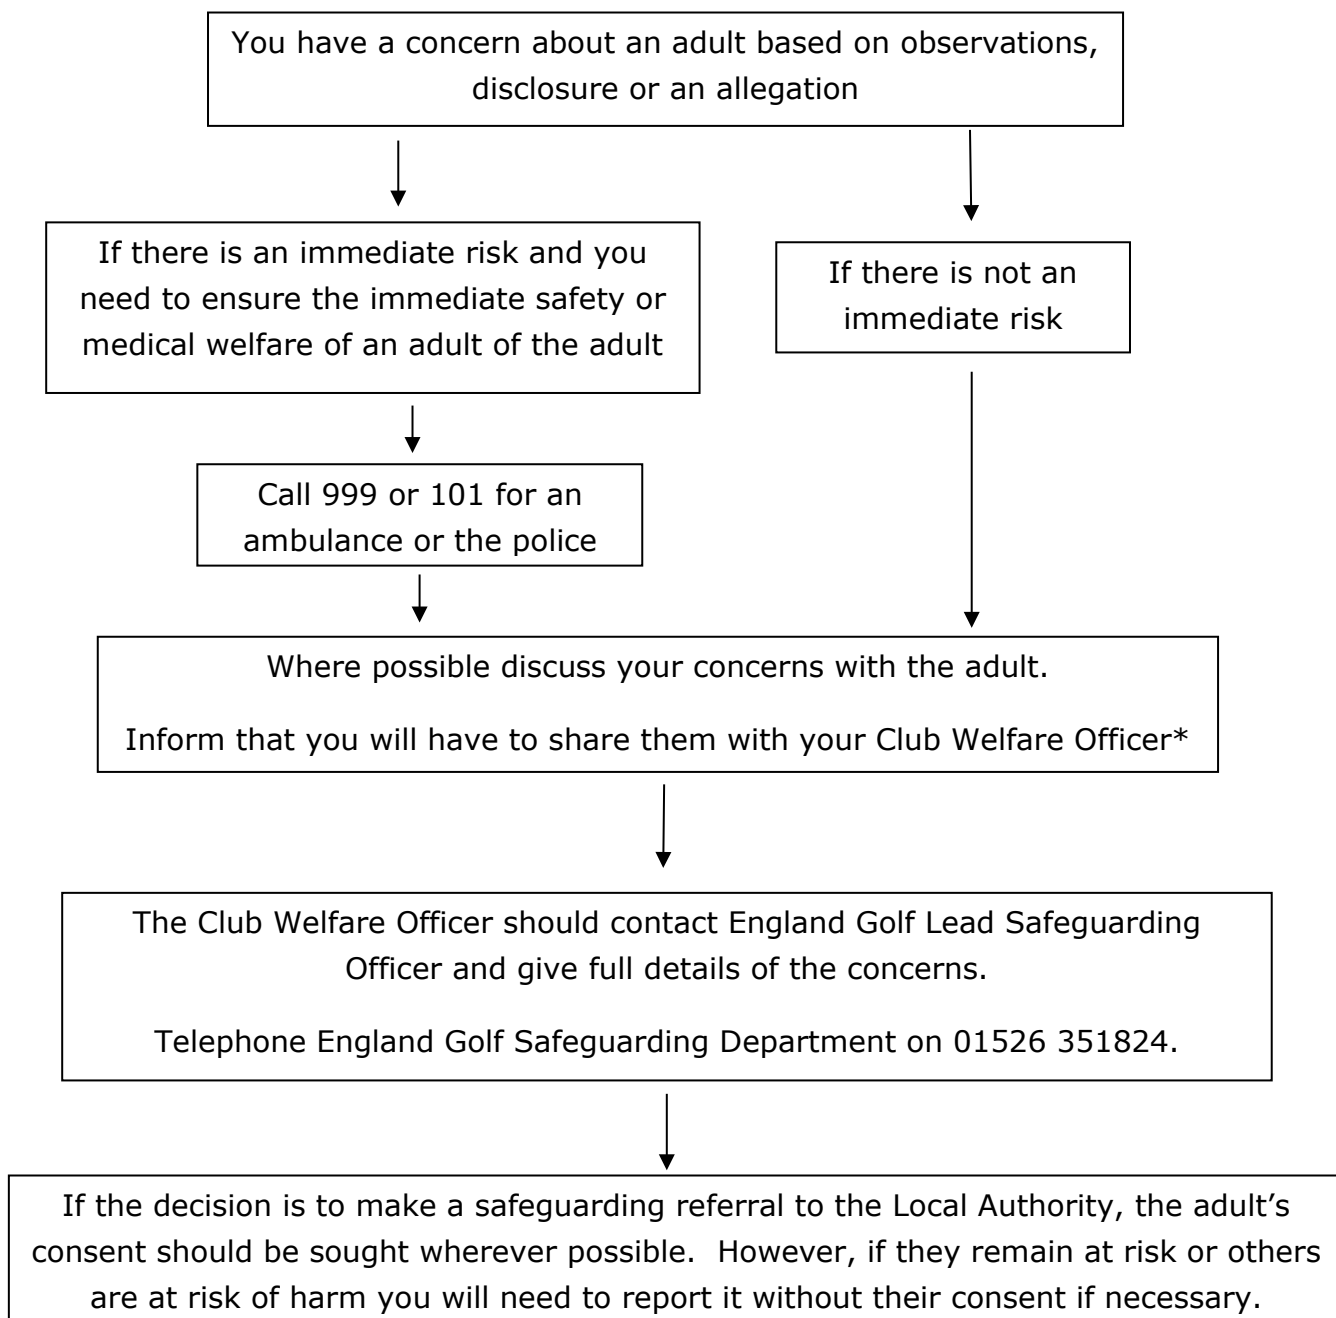 You have a concern about an adult based on observations,
disclosure or an allegation
If there is an immediate risk and you
need to ensure the immediate safety or
medical welfare of an adult of the adult
If there is not an
immediate risk
Call 999 or 101 for an
ambulance or the police
Where possible discuss your concerns with the adult.
Inform that you will have to share them with your Club Welfare Officer*
The Club Welfare Officer should contact England Golf Lead Safeguarding
Officer and give full details of the concerns.
Telephone England Golf Safeguarding Department on 01526 351824.
If the decision is to make a safeguarding referral to the Local Authority, the adult’s
consent should be sought wherever possible.  However, if they remain at risk or others
are at risk of harm you will need to report it without their consent if necessary.